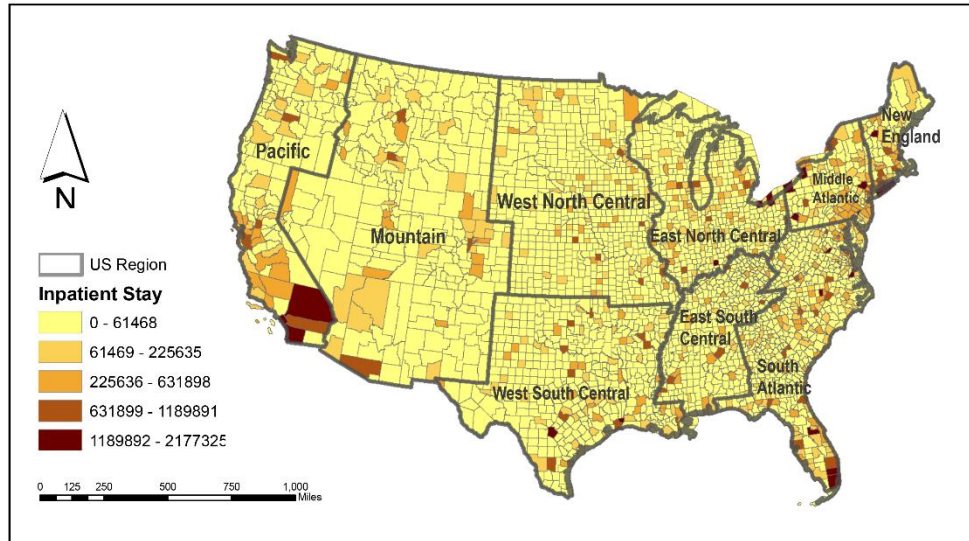 New
England
Pacific
Middle
Atlantic
N
West North Central
Mountain
East North Central
US Region
Inpatient Stay
0 - 61468
61469 - 225635
225636 - 631898
631899 - 1189891
1189892 - 2177325
East South
Central
South
Atlantic
West South Central
0 125 250 500 750 1,000
Miles